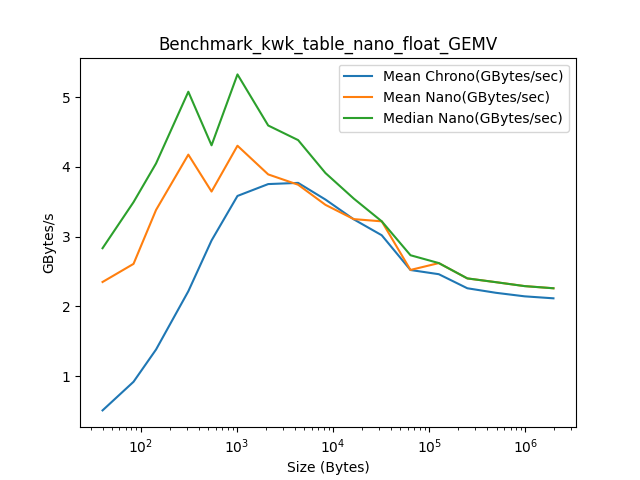 Benchmark_kwk_table_nano_float_GEMV
Mean Chrono(GBytes/sec)
Mean Nano(GBytes/sec)
Median Nano(GBytes/sec)
GBytes/s
5
4
3
2
1
10² 10³ 10⁴ 10⁵ 10⁶
Size (Bytes)